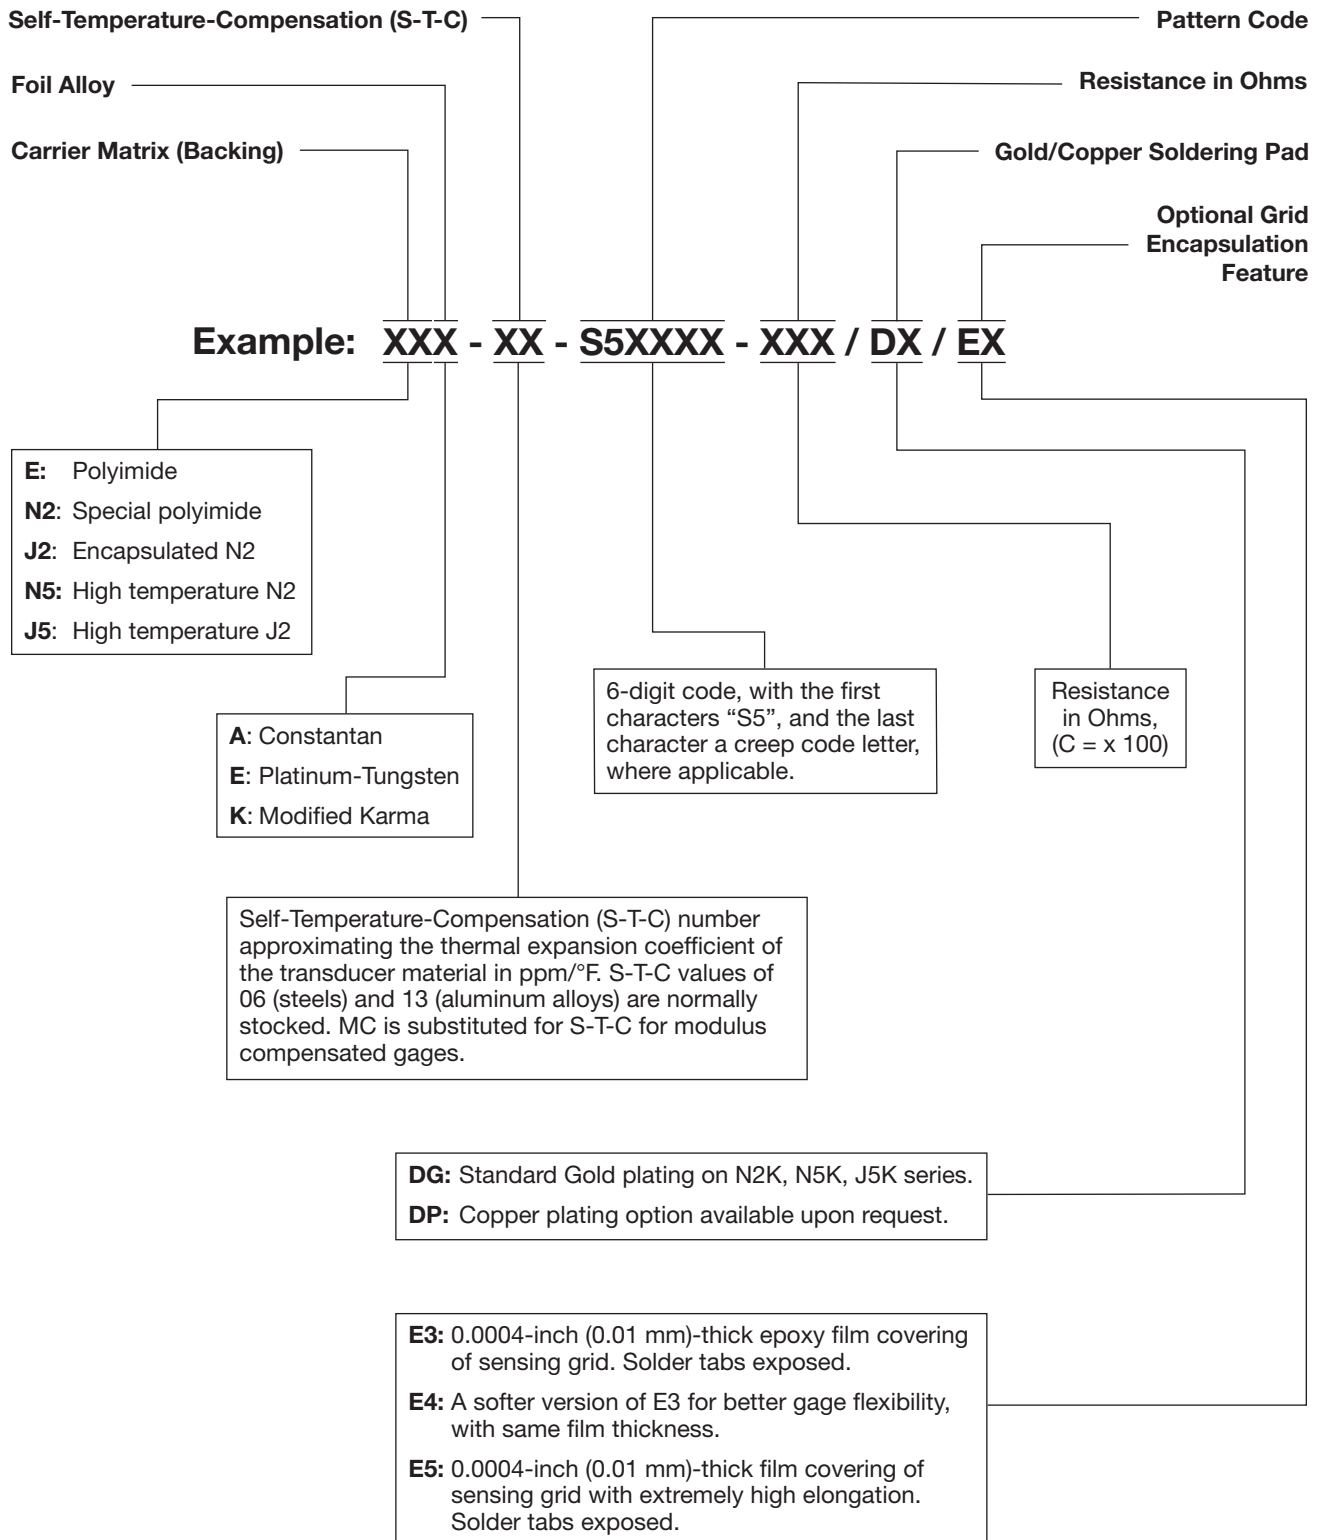 Self-Temperature-Compensation (S-T-C)
Pattern Code
Foil Alloy
Resistance in Ohms
Carrier Matrix (Backing)
Gold/Copper Soldering Pad
Optional Grid
Encapsulation
Feature
Example: XXX - XX - S5XXXX - XXX / DX / EX
E: Polyimide
N2: Special polyimide
J2: Encapsulated N2
N5: High temperature N2
J5: High temperature J2
A: Constantan
E: Platinum-Tungsten
K: Modified Karma
6-digit code, with the first
characters “S5”, and the last
character a creep code letter,
where applicable.
Resistance
in Ohms,
(C = x 100)
Self-Temperature-Compensation (S-T-C) number
approximating the thermal expansion coefficient of
the transducer material in ppm/°F. S-T-C values of
06 (steels) and 13 (aluminum alloys) are normally
stocked. MC is substituted for S-T-C for modulus
compensated gages.
DG: Standard Gold plating on N2K, N5K, J5K series.
DP: Copper plating option available upon request.
E3: 0.0004-inch (0.01 mm)-thick epoxy film covering
of sensing grid. Solder tabs exposed.
E4: A softer version of E3 for better gage flexibility,
with same film thickness.
E5: 0.0004-inch (0.01 mm)-thick film covering of
sensing grid with extremely high elongation.
Solder tabs exposed.